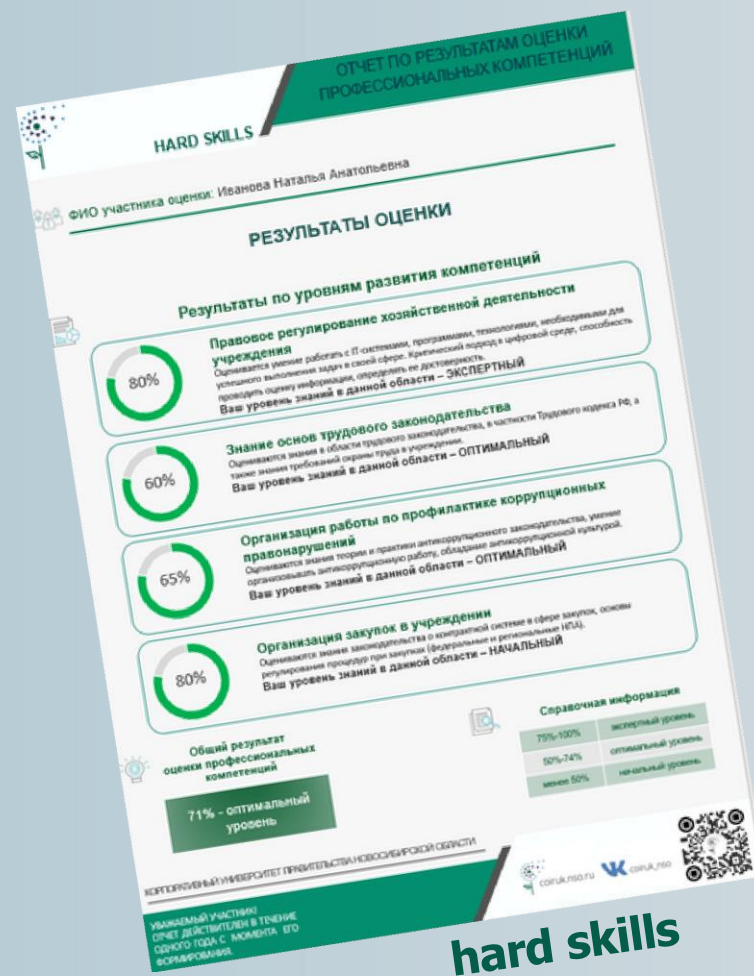 ОТЧЕТ ПО РЕЗУЛЬТАТАМ ОЦЕНКИ
ПРОФЕССИОНАЛЬНЫХ КОМПЕТЕНЦИЙ
HARD SKILLS
ФИО участника оценки: Иванова Наталья Анатольевна
РЕЗУЛЬТАТЫ ОЦЕНКИ
Результаты по уровням развития компетенций
80%
Правовое регулирование хозяйственной деятельности
учреждения
Оценивается умение работать с IT-системами, программами, технологиями, необходимыми для
успешного выполнения задач в своей сфере. Критический подход в цифровой среде, способность
проводить оценку информации, определять ее достоверность.
Ваш уровень знаний в данной области – ЭКСПЕРТНЫЙ
60%
Знание основ трудового законодательства
Оцениваются знания в области трудового законодательства, в частности Трудового кодекса РФ, а
также знания требований охраны труда в учреждении.
Ваш уровень знаний в данной области – ОПТИМАЛЬНЫЙ
65%
Организация работы по профилактике коррупционных
правонарушений
Оцениваются знания теории и практики антикоррупционного законодательства, умение
организовывать антикоррупционную работу, обладание антикоррупционной культурой.
Ваш уровень знаний в данной области – ОПТИМАЛЬНЫЙ
80%
Организация закупок в учреждении
Оцениваются знания законодательства о контрактной системе в сфере закупок, основы
регулирования процедур при закупках (федеральные и региональные НПА).
Ваш уровень знаний в данной области – НАЧАЛЬНЫЙ
Общий результат
оценки профессиональных
компетенций
71% - оптимальный
уровень
Справочная информация
75%-100% экспертный уровень
50%-74% оптимальный уровень
менее 50% начальный уровень
КОРПОРАТИВНЫЙ УНИВЕРСИТЕТ ПРАВИТЕЛЬСТВА НОВОСИБИРСКОЙ ОБЛАСТИ
coiruk.nso.ru
coiruk_nso
УВАЖАЕМЫЙ УЧАСТНИК!
ОТЧЕТ ДЕЙСТВИТЕЛЕН В ТЕЧЕНИЕ
ОДНОГО ГОДА С МОМЕНТА ЕГО
ФОРМИРОВАНИЯ.
hard skills